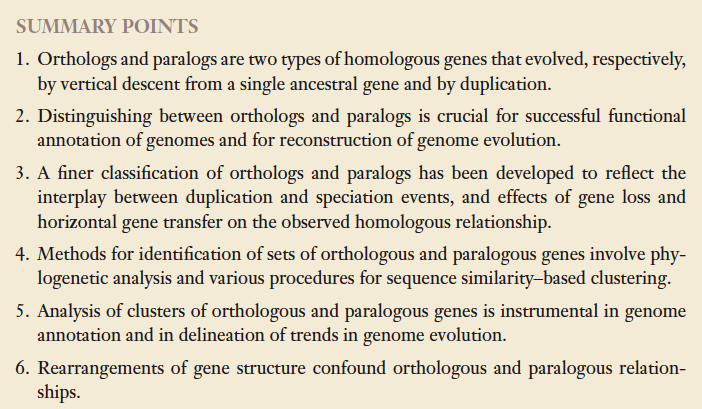 SUMMARY POINTS
1. Orthologs and paralogs are two types of homologous genes that evolved, respectively,
by vertical descent from a single ancestral gene and by duplication.
2. Distinguishing between orthologs and paralogs is crucial for successful functional
annotation of genomes and for reconstruction of genome evolution.
3. A finer classification of orthologs and paralogs has been developed to reflect the
interplay between duplication and speciation events, and effects of gene loss and
horizontal gene transfer on the observed homologous relationship.
4. Methods for identification of sets of orthologous and paralogous genes involve phy-
logenetic analysis and various procedures for sequence similarity–based clustering.
5. Analysis of clusters of orthologous and paralogous genes is instrumental in genome
annotation and in delineation of trends in genome evolution.
6. Rearrangements of gene structure confound orthologous and paralogous relation-
ships.